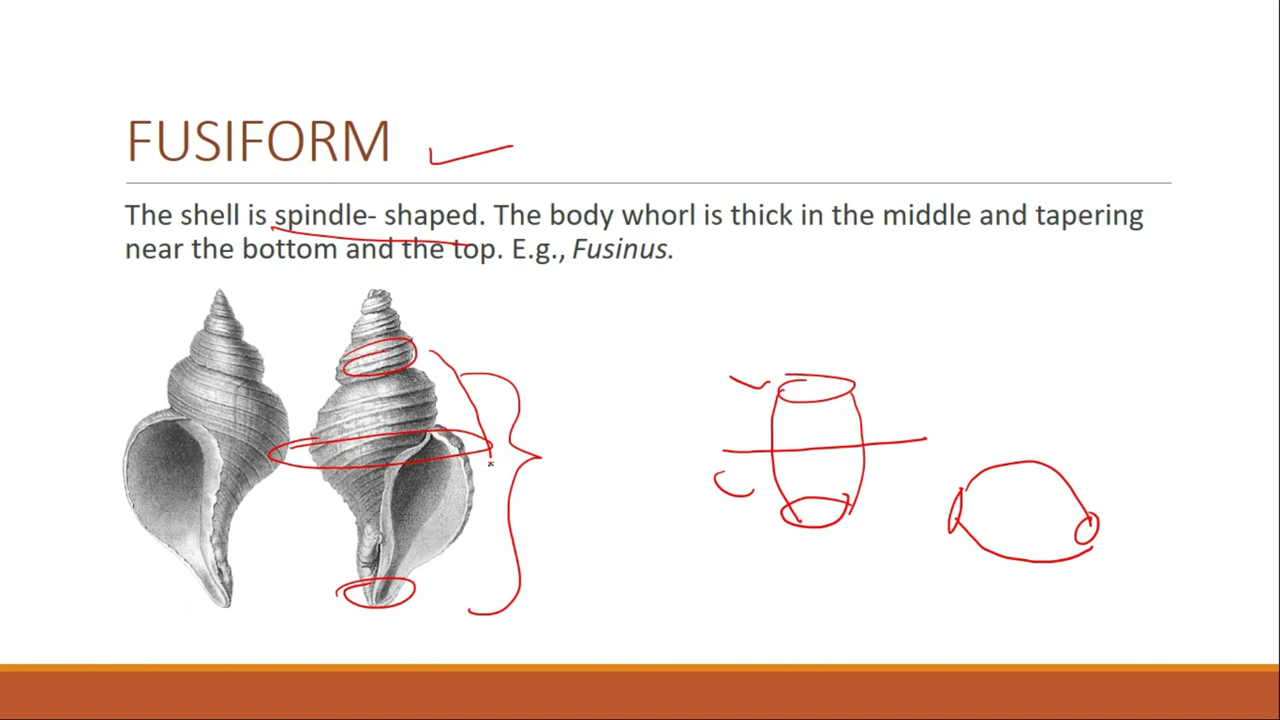 FUSIFORM
The shell is spindle- shaped. The body whorl is thick in the middle and tapering
near the bottom and the top. E.g., Fusinus.